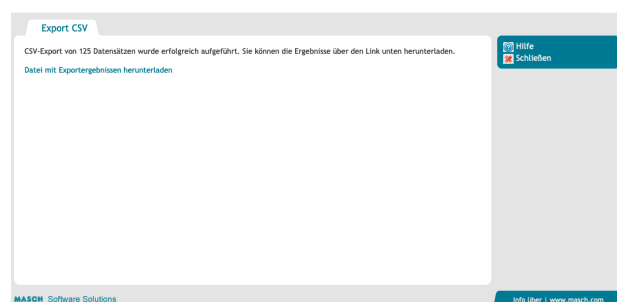 Export CSV
CSV-Export von 125 Datensätzen wurde erfolgreich aufgeführt. Sie können die Ergebnisse über den Link unten herunterladen.
Datei mit Exportergebnissen herunterladen
Hilfe
Schließen
MASCH Software Solutions
Info über | www.masch.com